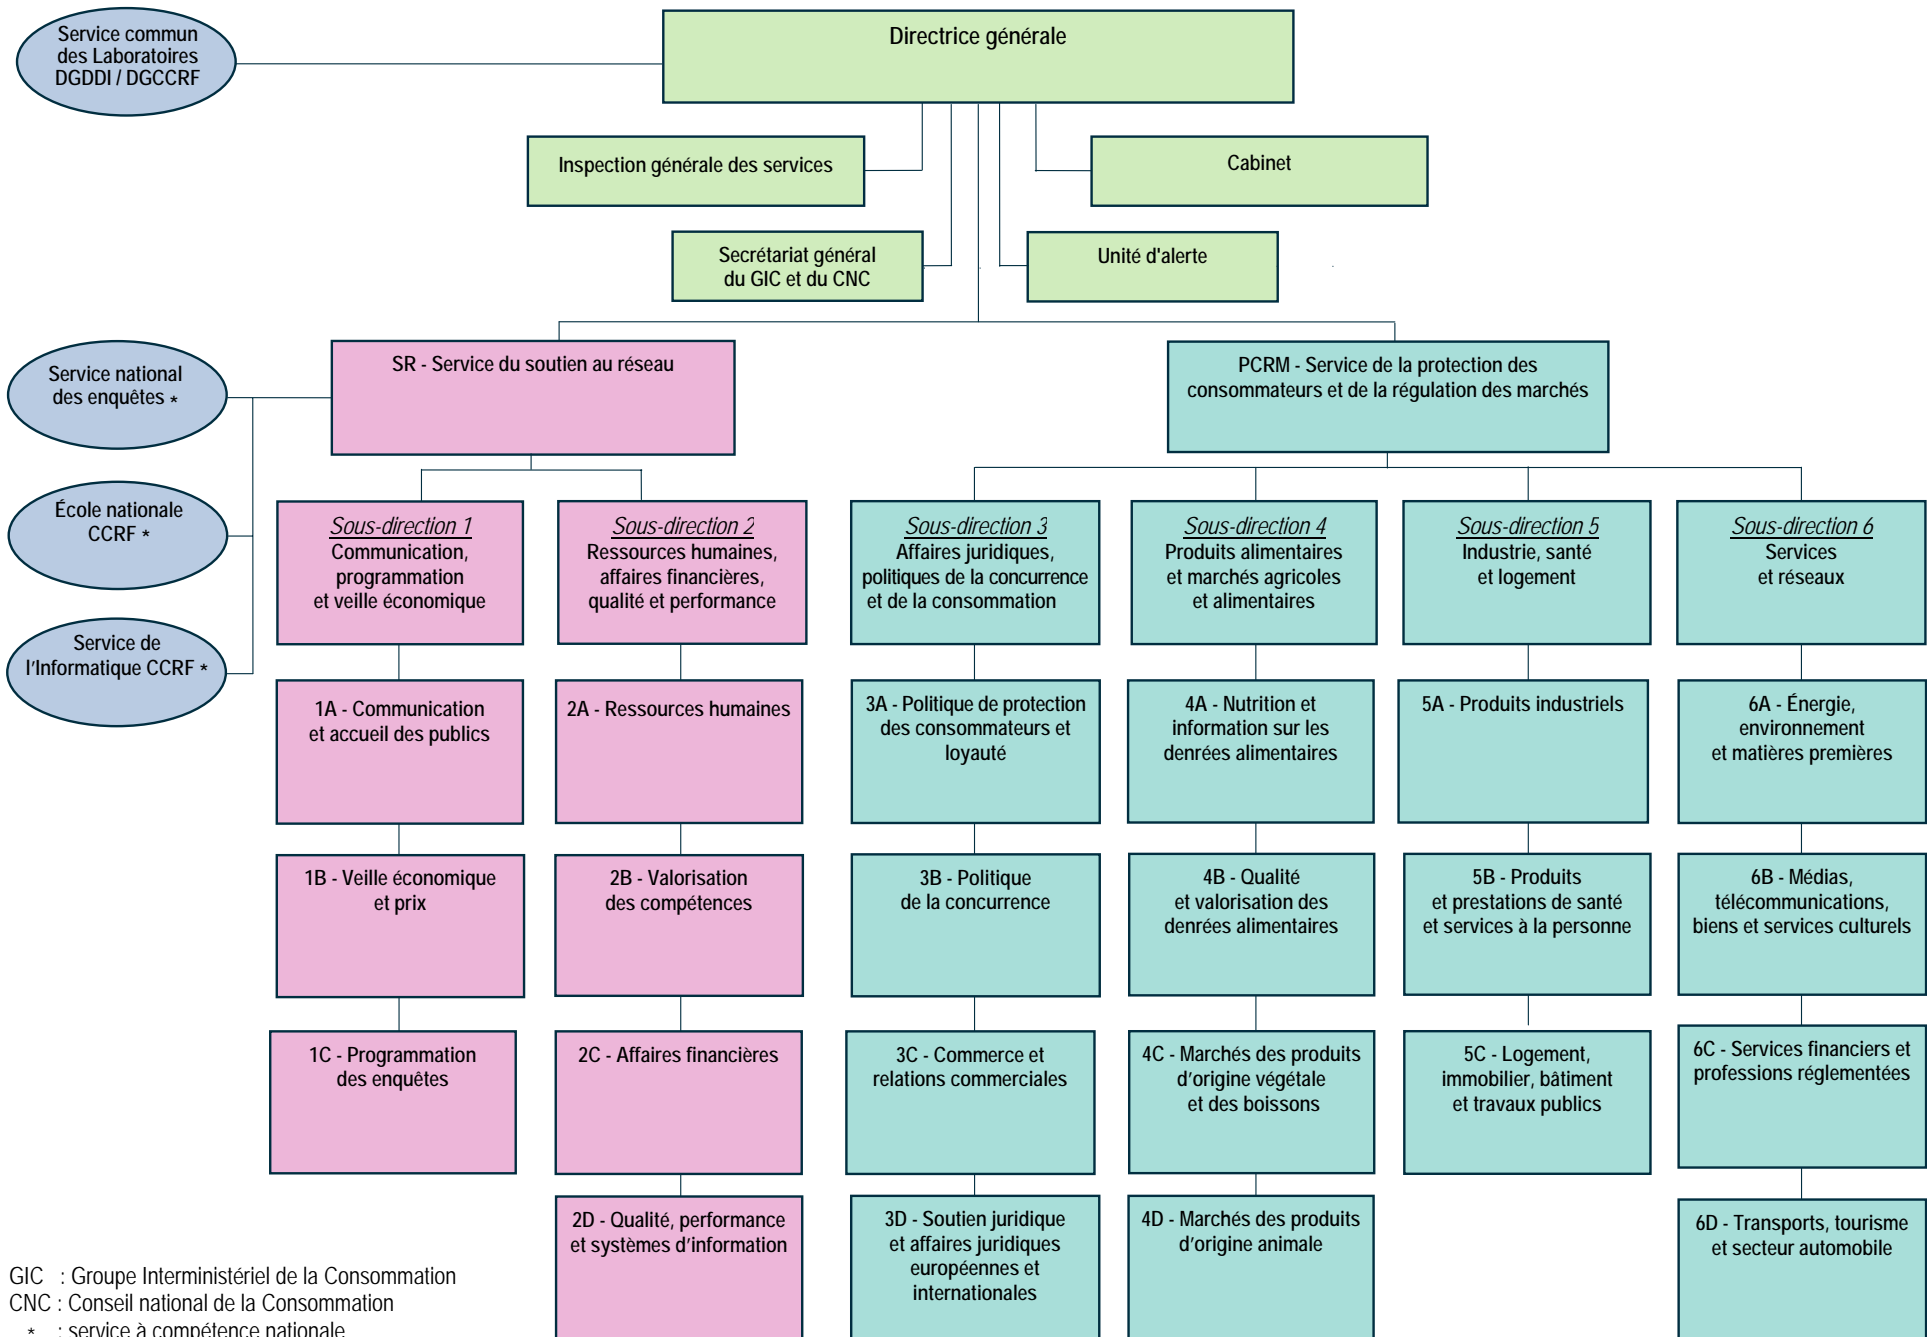 Service commun
des Laboratoires
DGDDI / DGCCRF
Directrice générale
Inspection générale des services
Cabinet
Secrétariat général
du GIC et du CNC
Unité d'alerte
Service national
des enquêtes *
SR - Service du soutien au réseau
PCRM - Service de la protection des
consommateurs et de la régulation des marchés
École nationale
CCRF *
Service de
l'Informatique CCRF *
Sous-direction 1
Communication,
programmation
et veille économique
Sous-direction 2
Ressources humaines,
affaires financières,
qualité et performance
Sous-direction 3
Affaires juridiques,
politiques de la concurrence
et de la consommation
Sous-direction 4
Produits alimentaires
et marchés agricoles
et alimentaires
Sous-direction 5
Industrie, santé
et logement
Sous-direction 6
Services
et réseaux
1A - Communication
et accueil des publics
2A - Ressources humaines
3A - Politique de protection
des consommateurs et
loyauté
4A - Nutrition et
information sur les
denrées alimentaires
5A - Produits industriels
6A - Énergie,
environnement
et matières premières
1B - Veille économique
et prix
2B - Valorisation
des compétences
3B - Politique
de la concurrence
4B - Qualité
et valorisation des
denrées alimentaires
5B - Produits
et prestations de santé
et services à la personne
6B - Médias,
télécommunications,
biens et services culturels
1C - Programmation
des enquêtes
2C - Affaires financières
3C - Commerce et
relations commerciales
4C - Marchés des produits
d'origine végétale
et des boissons
5C - Logement,
immobilier, bâtiment
et travaux publics
6C - Services financiers et
professions réglementées
2D - Qualité, performance
et systèmes d'information
3D - Soutien juridique
et affaires juridiques
européennes et
internationales
4D - Marchés des produits
d'origine animale
6D - Transports, tourisme
et secteur automobile
GIC : Groupe Interministériel de la Consommation
CNC : Conseil national de la Consommation
* : service à compétence nationale